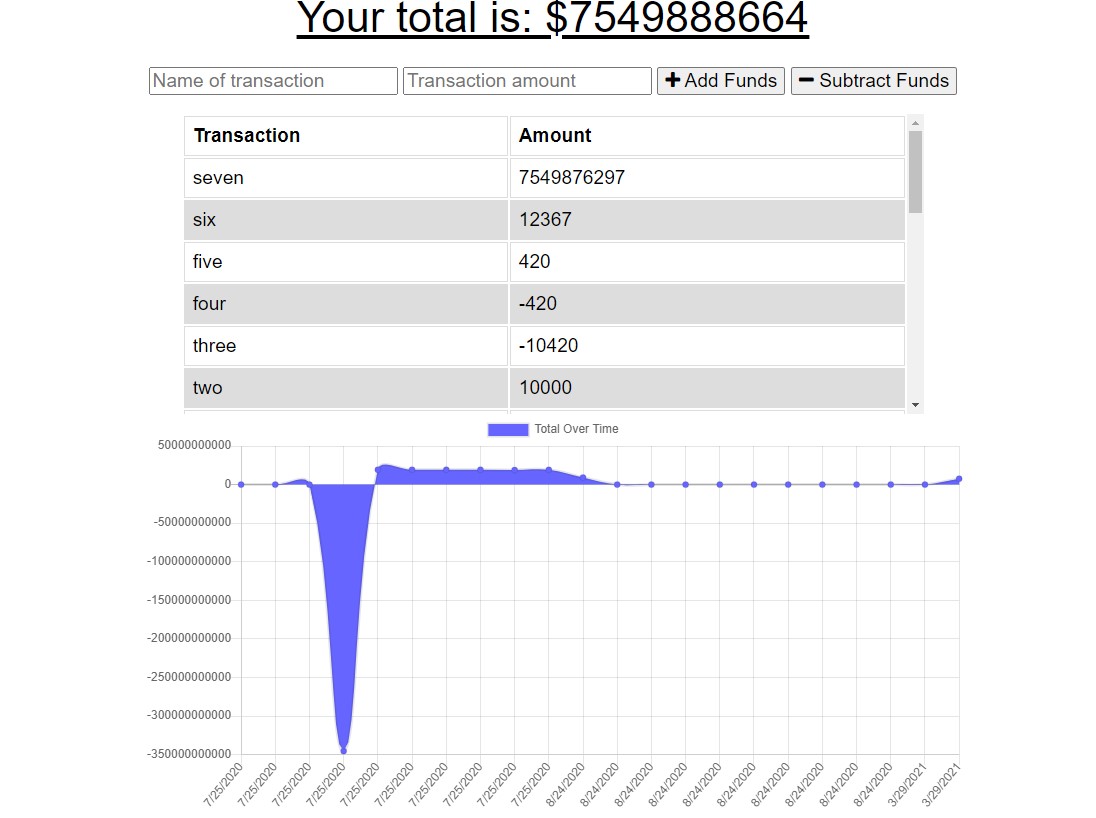 Your total is: $7549888664
Name of transaction Transaction amount Add Funds Subtract Funds
Transaction Amount
seven 7549876297
six 12367
five 420
four -420
three -10420
two 10000
Total Over Time
50000000000
0
-50000000000
-100000000000
-150000000000
-200000000000
-250000000000
-300000000000
-350000000000
7/25/2020 7/25/2020 7/25/2020 7/25/2020 7/25/2020 7/25/2020 7/25/2020 7/25/2020 7/25/2020 7/25/2020 8/24/2020 8/24/2020 8/24/2020 8/24/2020 8/24/2020 8/24/2020 8/24/2020 8/24/2020 8/24/2020 8/24/2020 3/29/2021 3/29/2021